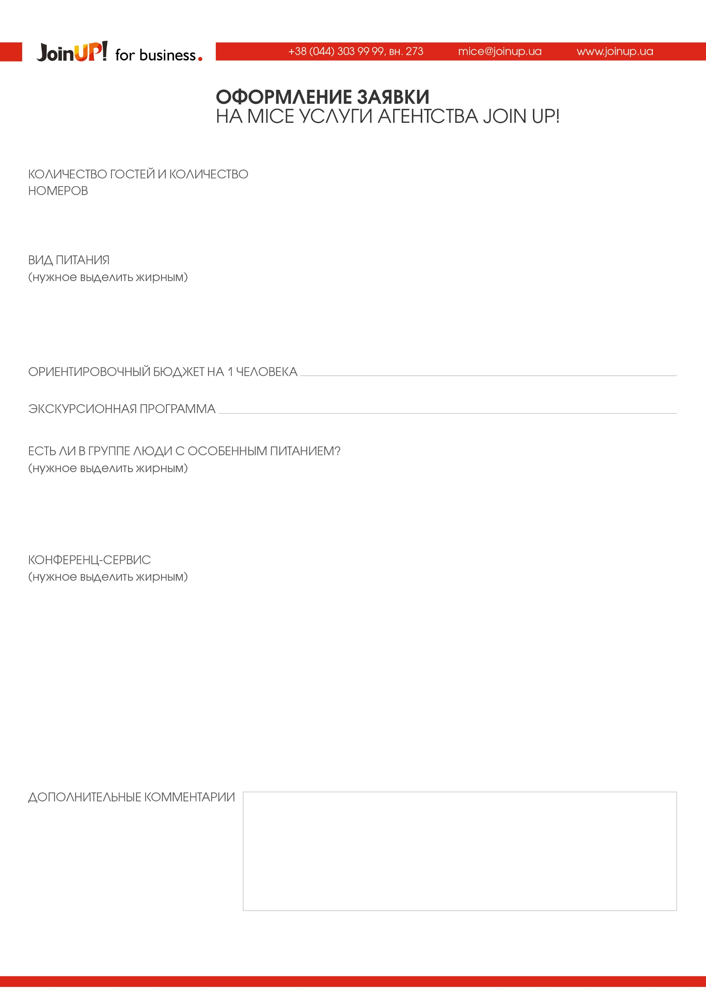 JoinUP! for business.
+38 (044) 303 99 99, вн. 273 mice@joinup.ua www.joinup.ua
ОФОРМЛЕНИЕ ЗАЯВКИ
НА MICE УСЛУГИ АГЕНТСТВА JOIN UP!
КОЛИЧЕСТВО ГОСТЕЙ И КОЛИЧЕСТВО
НОМЕРОВ
ВИД ПИТАНИЯ
(нужное выделить жирным)
ОРИЕНТИРОВОЧНЫЙ БЮДЖЕТ НА 1 ЧЕЛОВЕКА
ЭКСКУРСИОННАЯ ПРОГРАММА
ЕСТЬ ЛИ В ГРУППЕ ЛЮДИ С ОСОБЕННЫМ ПИТАНИЕМ?
(нужное выделить жирным)
КОНФЕРЕНЦ-СЕРВИС
(нужное выделить жирным)
ДОПОЛНИТЕЛЬНЫЕ КОММЕНТАРИИ